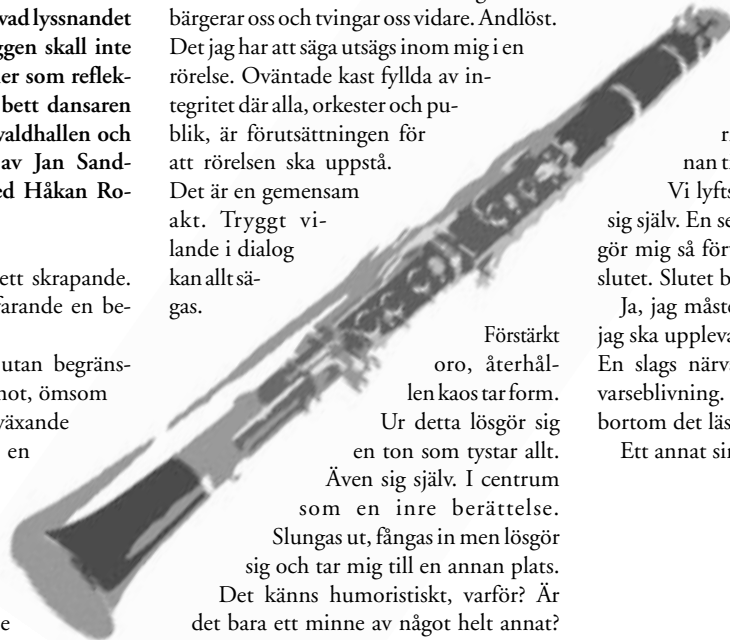 vad lyssnandet
ggen skall inte
er som reflek-
bett dansaren
valdhallen och
av Jan Sand-
ed Håkan Ro-
ett skrapande.
farande en be-
utan begräns-
not, ömsom
växande
en
e
bärgerar oss och tvingar oss vidare. Andlöst.
Det jag har att säga utsägs inom mig i en
rörelse. Oväntade kast fyllda av in-
tegritet där alla, orkester och pu-
blik, är förutsättningen för
att rörelsen ska uppstå.
Det är en gemensam
akt. Tryggt vi-
lande i dialog
kan allt sä-
gas.
Förstärkt
oro, återhål-
len kaos tar form.
Ur detta lösgör sig
en ton som tystar allt.
Även sig själv. I centrum
som en inre berättelse.
Slungas ut, fångas in men lösgör
sig och tar mig till en annan plats.
Det känns humoristiskt, varför? Är
det bara ett minne av något helt annat?
r
nan t
Vi lyfts
sig själv. En se
gör mig så för
slutet. Slutet b
Ja, jag måste
jag ska uppleva
En slags närv
varseblivning.
bortom det läs
Ett annat sin